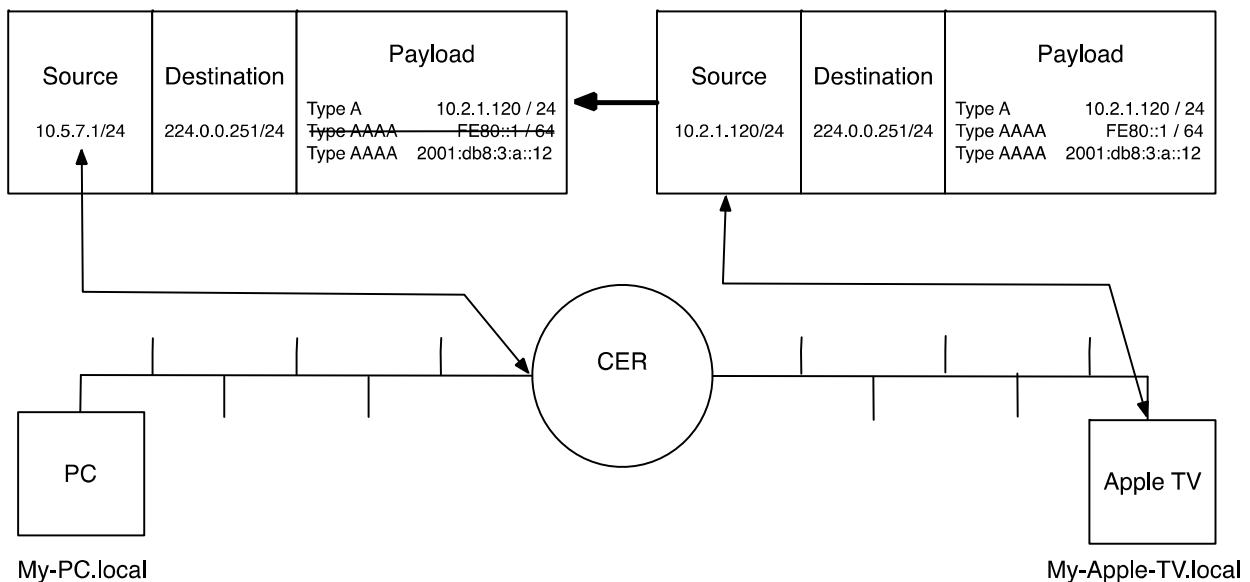 Source Destination Payload
10.5.7.1/24 224.0.0.251/24
Type A 10.2.1.120 / 24
Type AAAA FE80::1 / 64
Type AAAA 2001:db8:3:a::12
Source Destination Payload
10.2.1.120/24 224.0.0.251/24
Type A 10.2.1.120 / 24
Type AAAA FE80::1 / 64
Type AAAA 2001:db8:3:a::12
CER
PC
Apple TV
My-PC.local
My-Apple-TV.local